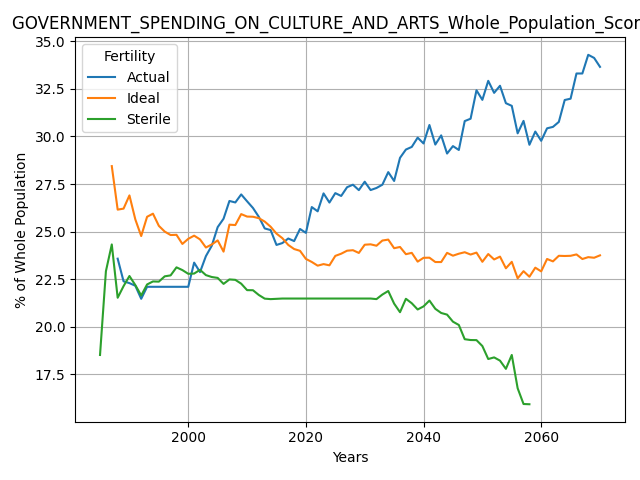 GOVERNMENT_SPENDING_ON_CULTURE_AND_ARTS_Whole_Population_Scor
35.0
32.5
30.0
27.5
25.0
22.5
20.0
17.5
% of Whole Population
Fertility
Actual
Ideal
Sterile
2000 2020 2040 2060
Years